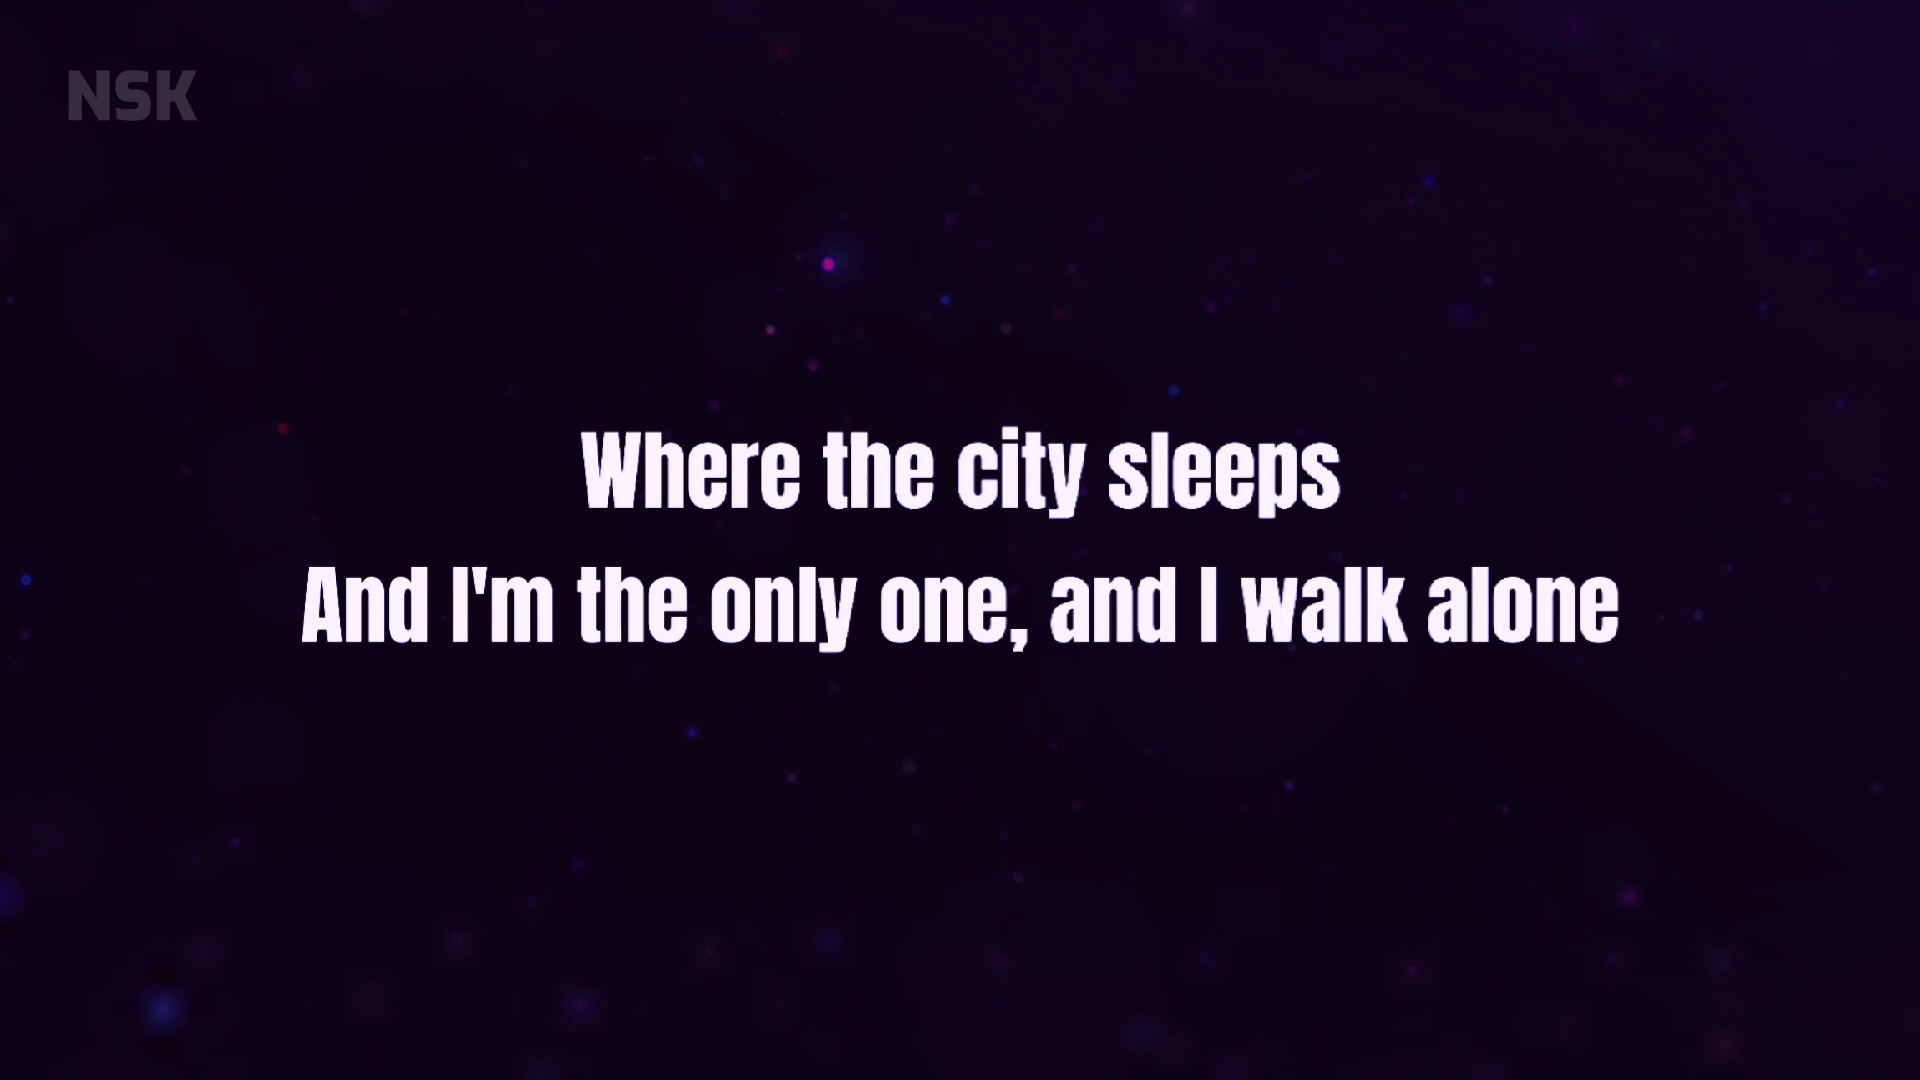 NSK
Where the city sleeps
And I'm the only one, and I walk alone